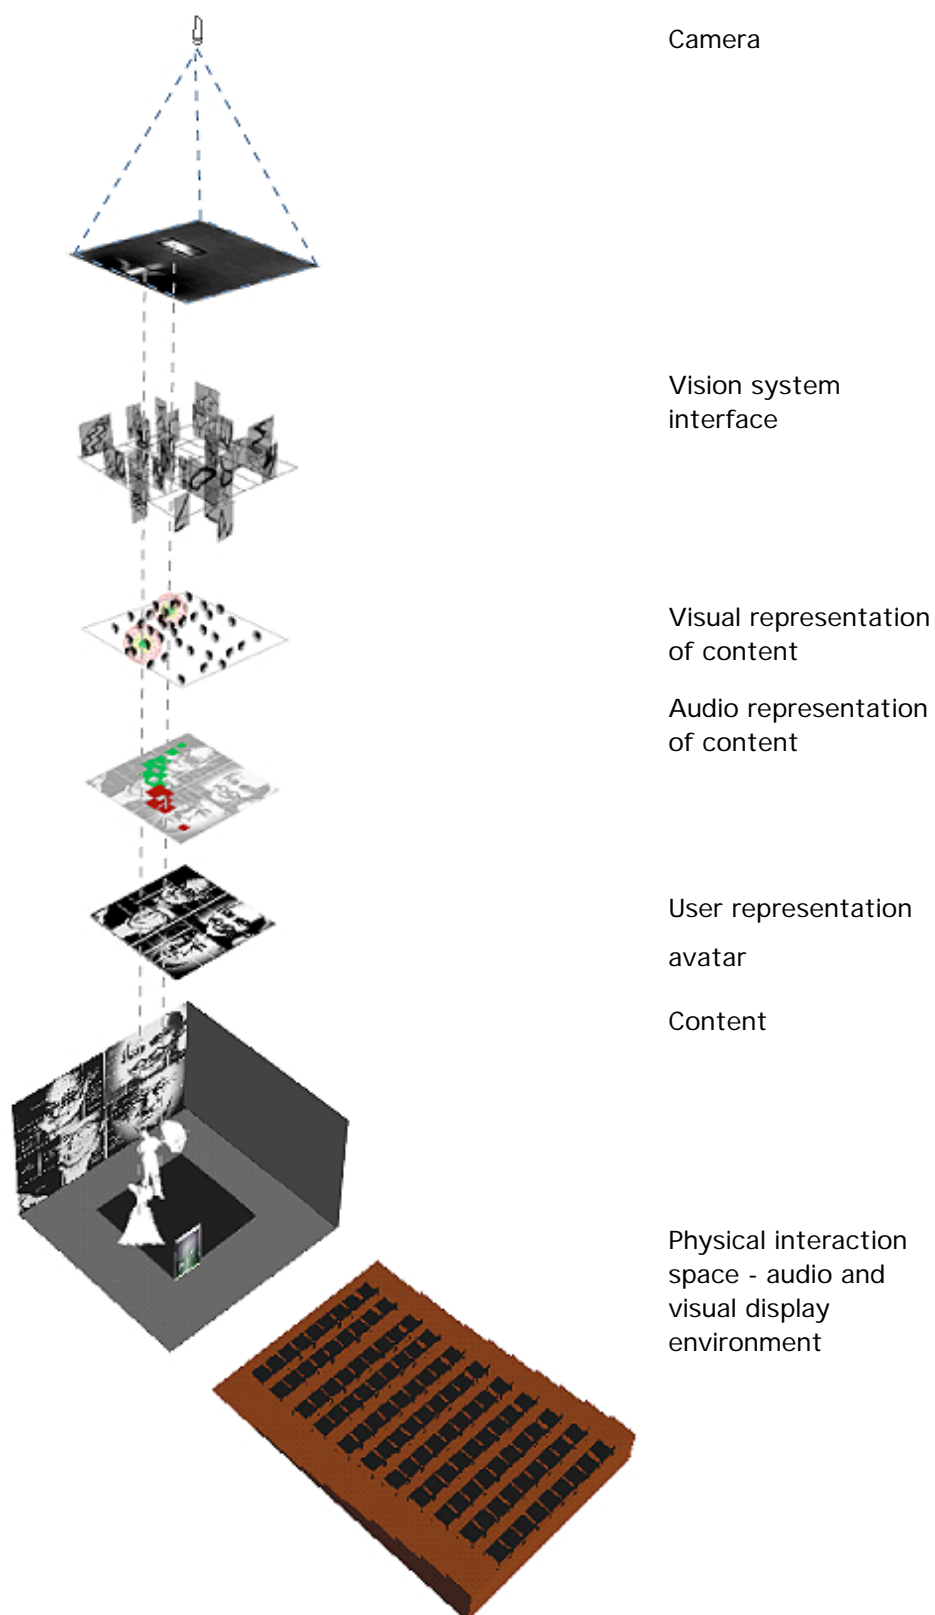 Camera
Vision system
interface
Visual representation
of content
Audio representation
of content
User representation
avatar
Content
Physical interaction
space - audio and
visual display
environment